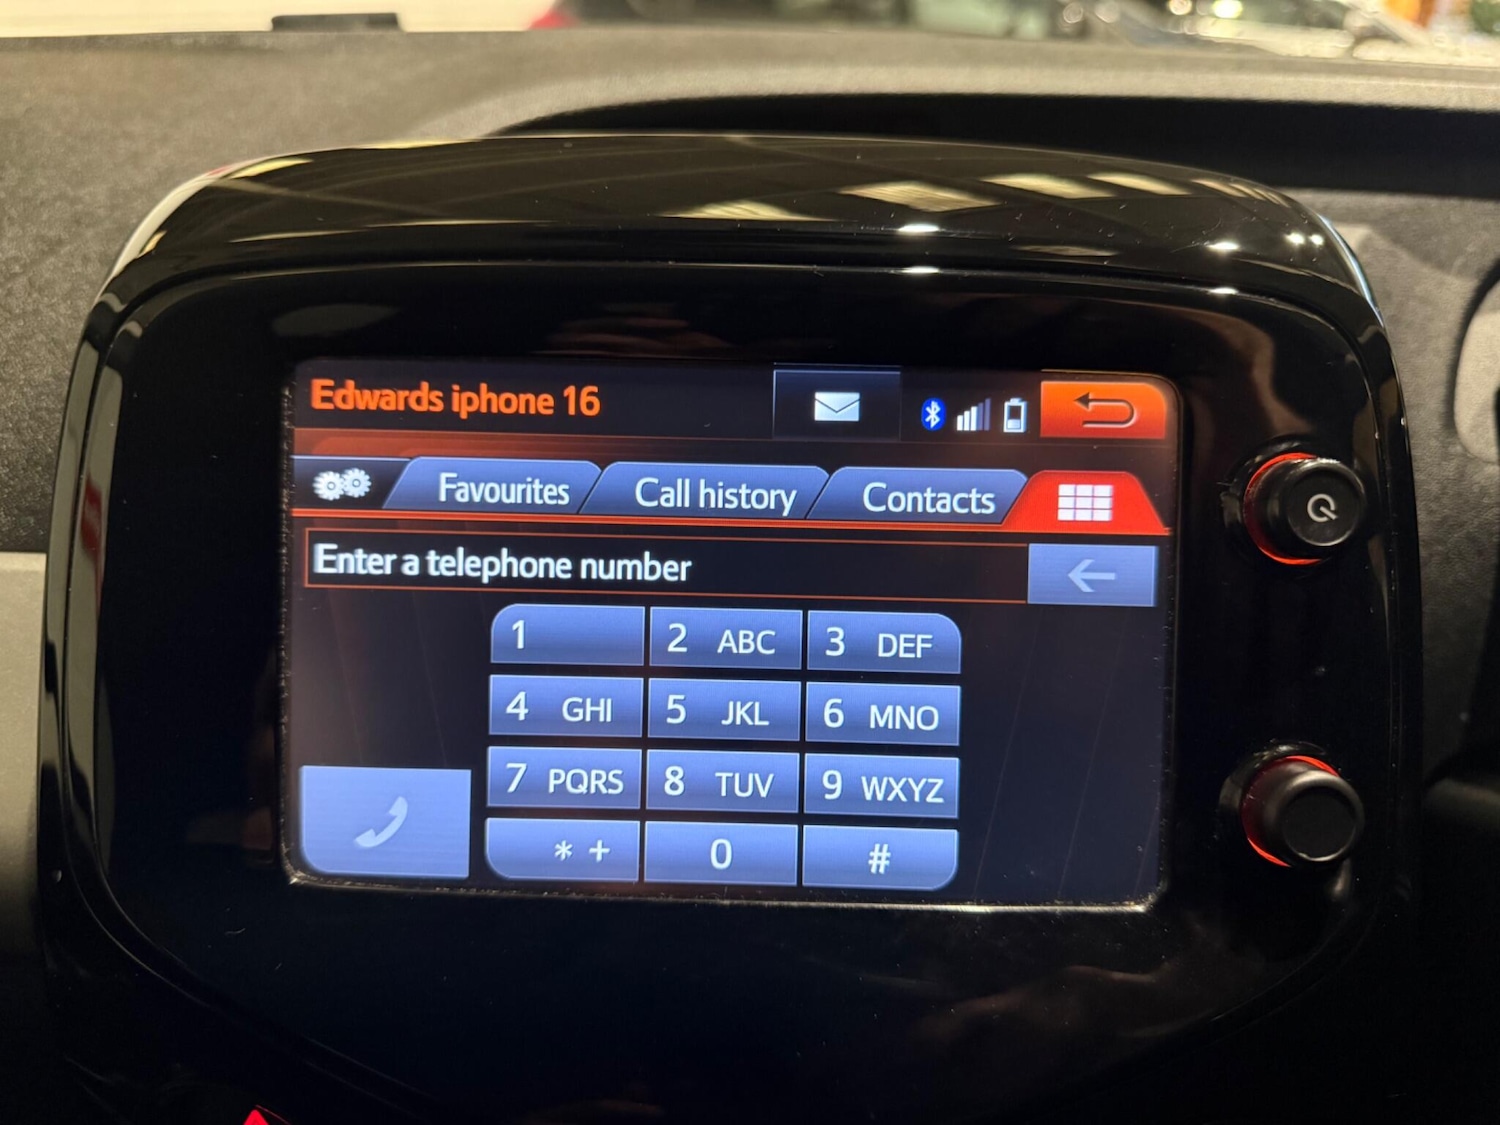 Edwards iphone 16
Favourites Call history Contacts
Enter a telephone number
1 2 ABC 3 DEF
4 GHI 5 JKL 6 MNO
7 PQRS 8 TUV 9 WXYZ
* + 0 #